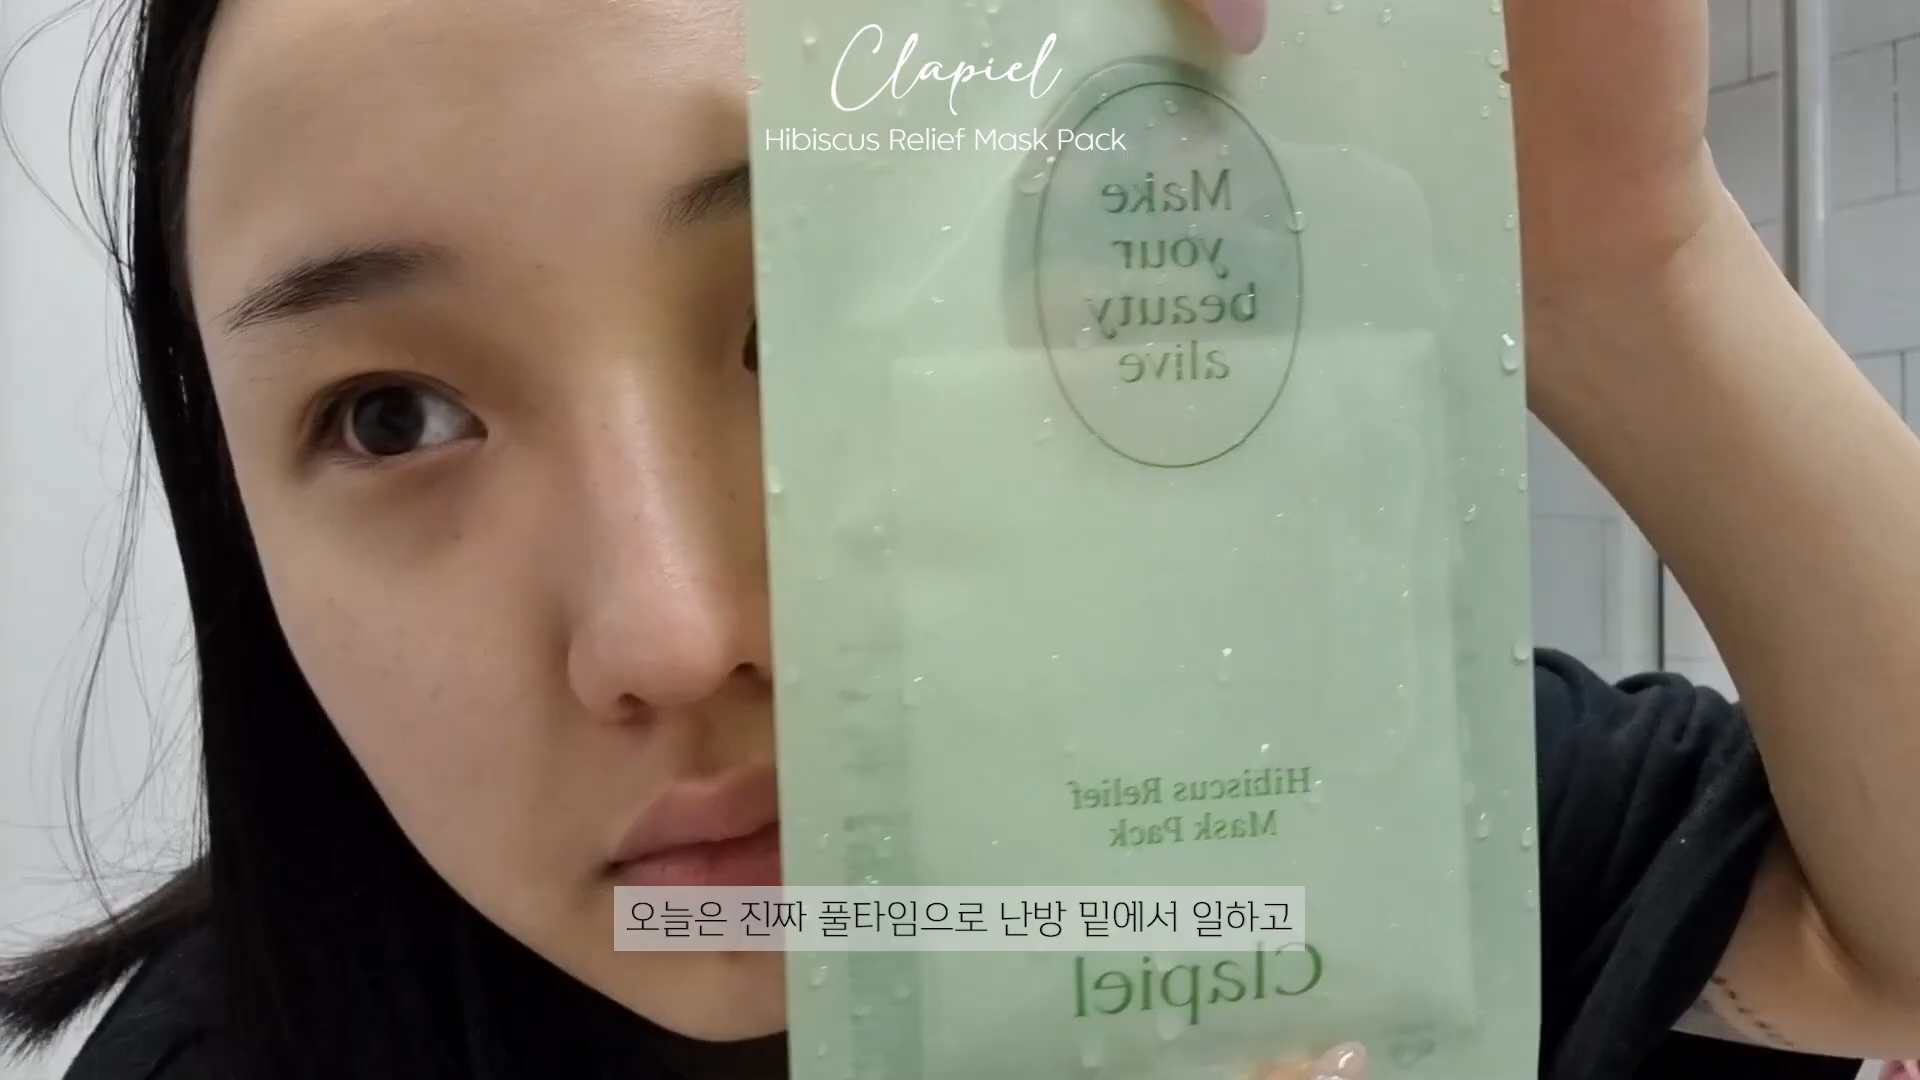 Clapiel
Hibiscus Relief Mask Pack
Make
your
beauty
alive
Hibiscus Relief
Mask Pack
오늘은 진짜 풀타임으로 난방 밑에서 일하고
Clapiel